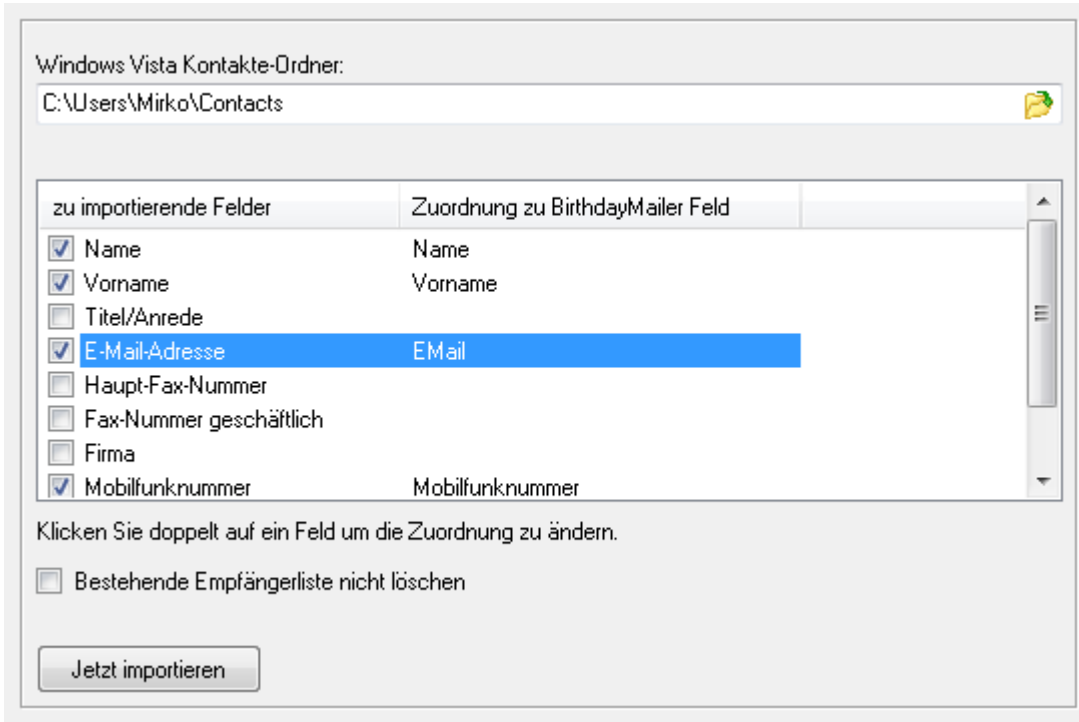 Windows Vista Kontakte-Ordner:
C:\Users\Mirko\Contacts
zu importierende Felder Zuordnung zu BirthdayMailer Feld
Name Name
Vorname Vorname
Titel/Anrede
E-Mail-Adresse EMail
Haupt-Fax-Nummer
Fax-Nummer geschäftlich
Firma
Mobilfunknummer Mobilfunknummer
Klicken Sie doppelt auf ein Feld um die Zuordnung zu ändern.
Bestehende Empfängerliste nicht löschen
Jetzt importieren